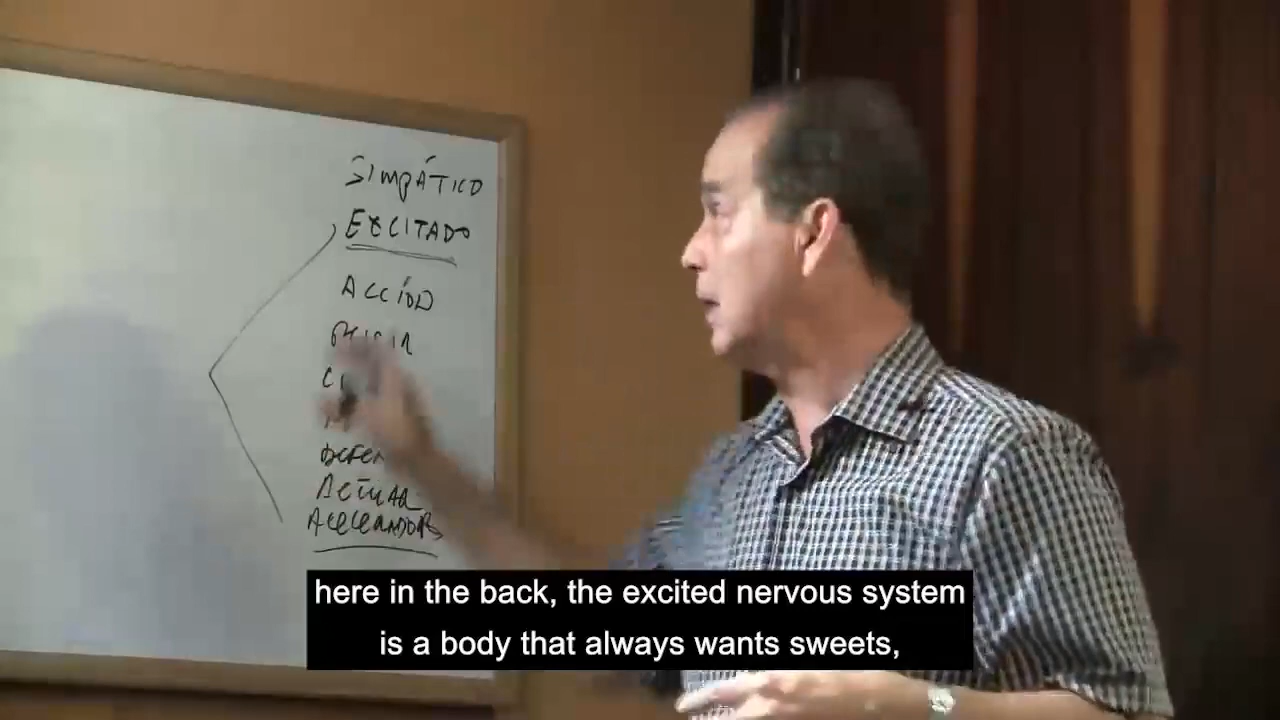 SIMPÁTICO
EXCITADO
ACCIÓN
ACTUAR
ACELERADOR
here in the back, the excited nervous system
is a body that always wants sweets,